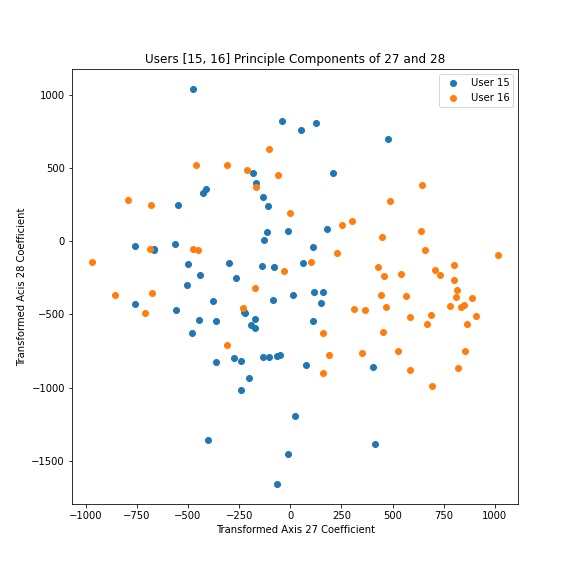 Users [15, 16] Principle Components of 27 and 28
User 15
User 16
Transformed Acis 28 Coefficient
1000
500
0
−500
−1000
−1500
−1000 −750 −500 −250 0 250 500 750 1000
Transformed Axis 27 Coefficient